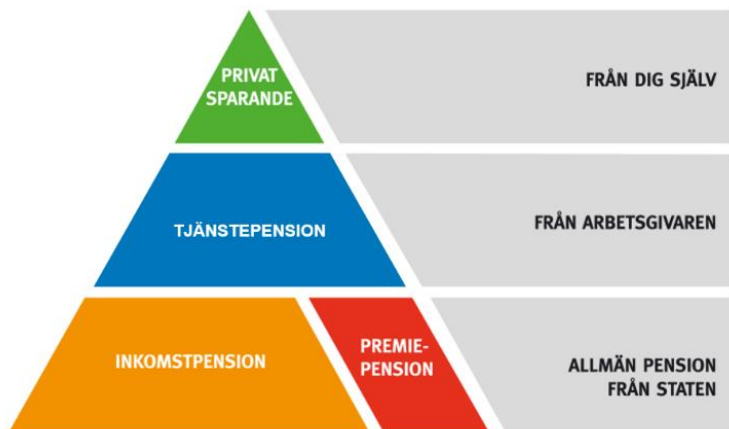 PRIVAT
SPARANDE
FRÅN DIG SJÄLV
TJÄNSTEPENSION
FRÅN ARBETSGIVAREN
INKOMSTPENSION
PREMIE-
PENSION
ALLMÄN PENSION
FRÅN STATEN